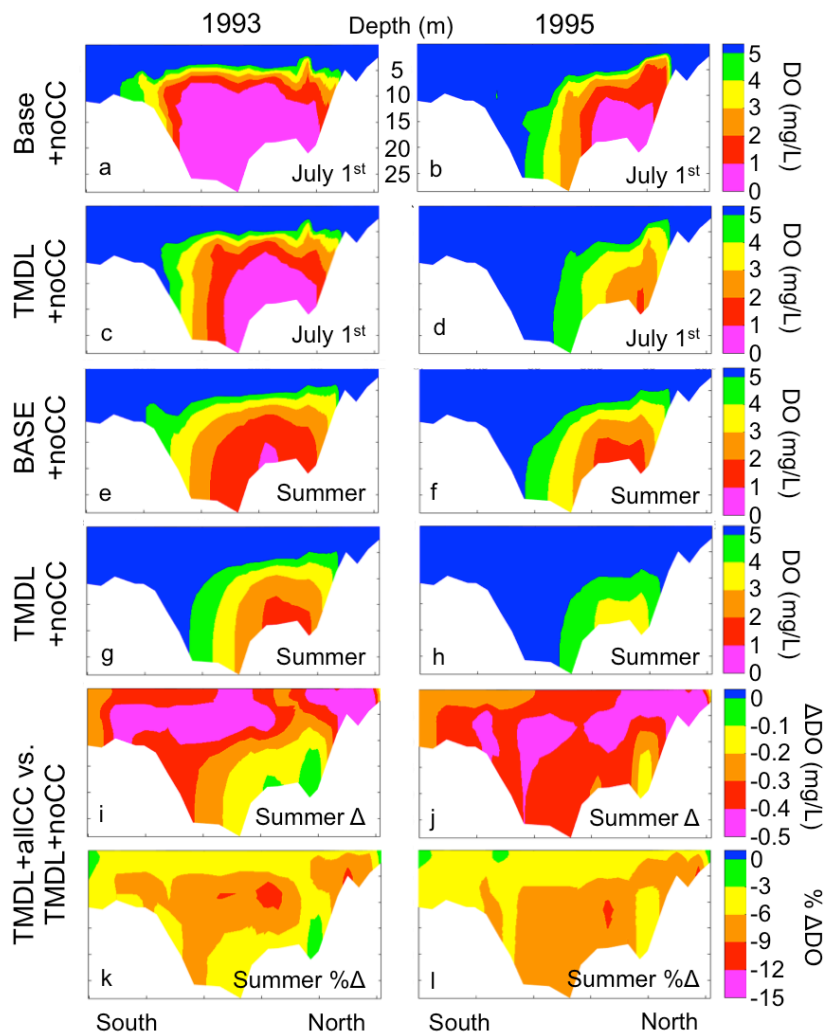 1993 Depth (m) 1995
Base
+noCC
a
July 1st
5
10
15
20
25
b
July 1st
5
4
3
2
1
0
DO (mg/L)
TMDL
+noCC
c
July 1st
d
July 1st
5
4
3
2
1
0
DO (mg/L)
BASE
+noCC
e
Summer
f
Summer
5
4
3
2
1
0
DO (mg/L)
TMDL
+noCC
g
Summer
h
Summer
5
4
3
2
1
0
DO (mg/L)
TMDL+allCC vs.
TMDL+noCC
i
Summer Δ
j
Summer Δ
0
-0.1
-0.2
-0.3
-0.4
-0.5
ΔDO (mg/L)
k
Summer %Δ
l
Summer %Δ
0
-3
-6
-9
-12
-15
% ΔDO
South North South North